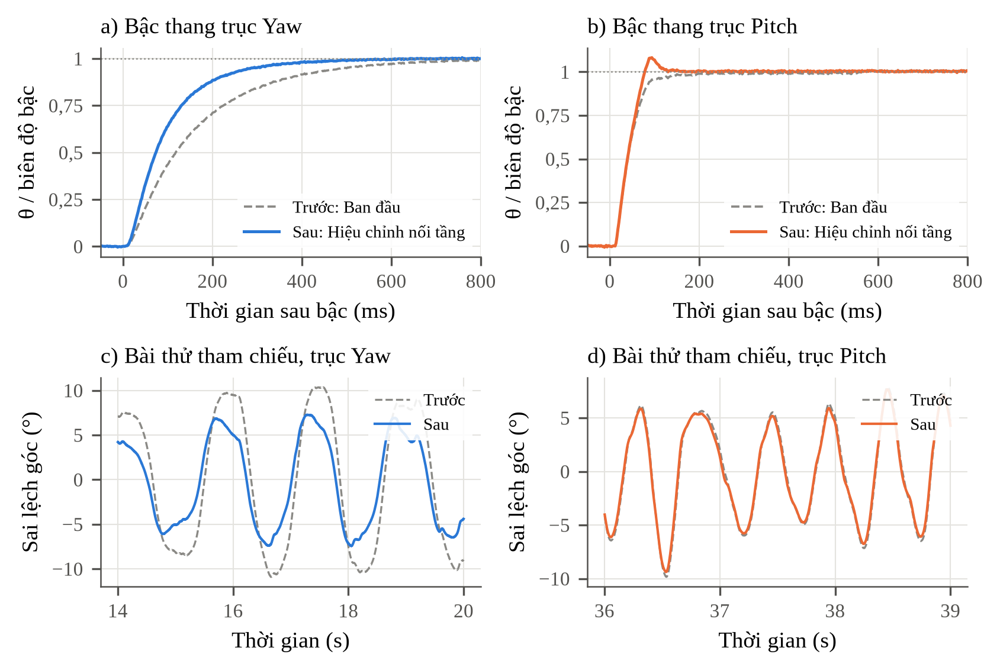 a) Bậc thang trục Yaw
θ / biên độ bậc
1
0,75
0,5
0,25
0
Trước: Ban đầu
Sau: Hiệu chỉnh nối tầng
0 200 400 600 800
Thời gian sau bậc (ms)
b) Bậc thang trục Pitch
θ / biên độ bậc
1
0,75
0,5
0,25
0
Trước: Ban đầu
Sau: Hiệu chỉnh nối tầng
0 200 400 600 800
Thời gian sau bậc (ms)
c) Bài thử tham chiếu, trục Yaw
Sai lệch góc (°)
10
5
0
−5
−10
Trước
Sau
14 16 18 20
Thời gian (s)
d) Bài thử tham chiếu, trục Pitch
Sai lệch góc (°)
5
0
−5
−10
Trước
Sau
36 37 38 39
Thời gian (s)